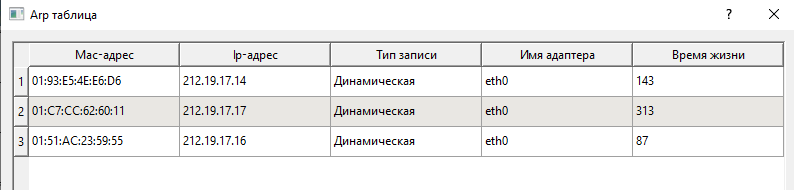 Arp таблица
Mac-адрес Ip-адрес Тип записи Имя адаптера Время жизни
1 01:93:E5:4E:E6:D6 212.19.17.14 Динамическая eth0 143
2 01:C7:CC:62:60:11 212.19.17.17 Динамическая eth0 313
3 01:51:AC:23:59:55 212.19.17.16 Динамическая eth0 87